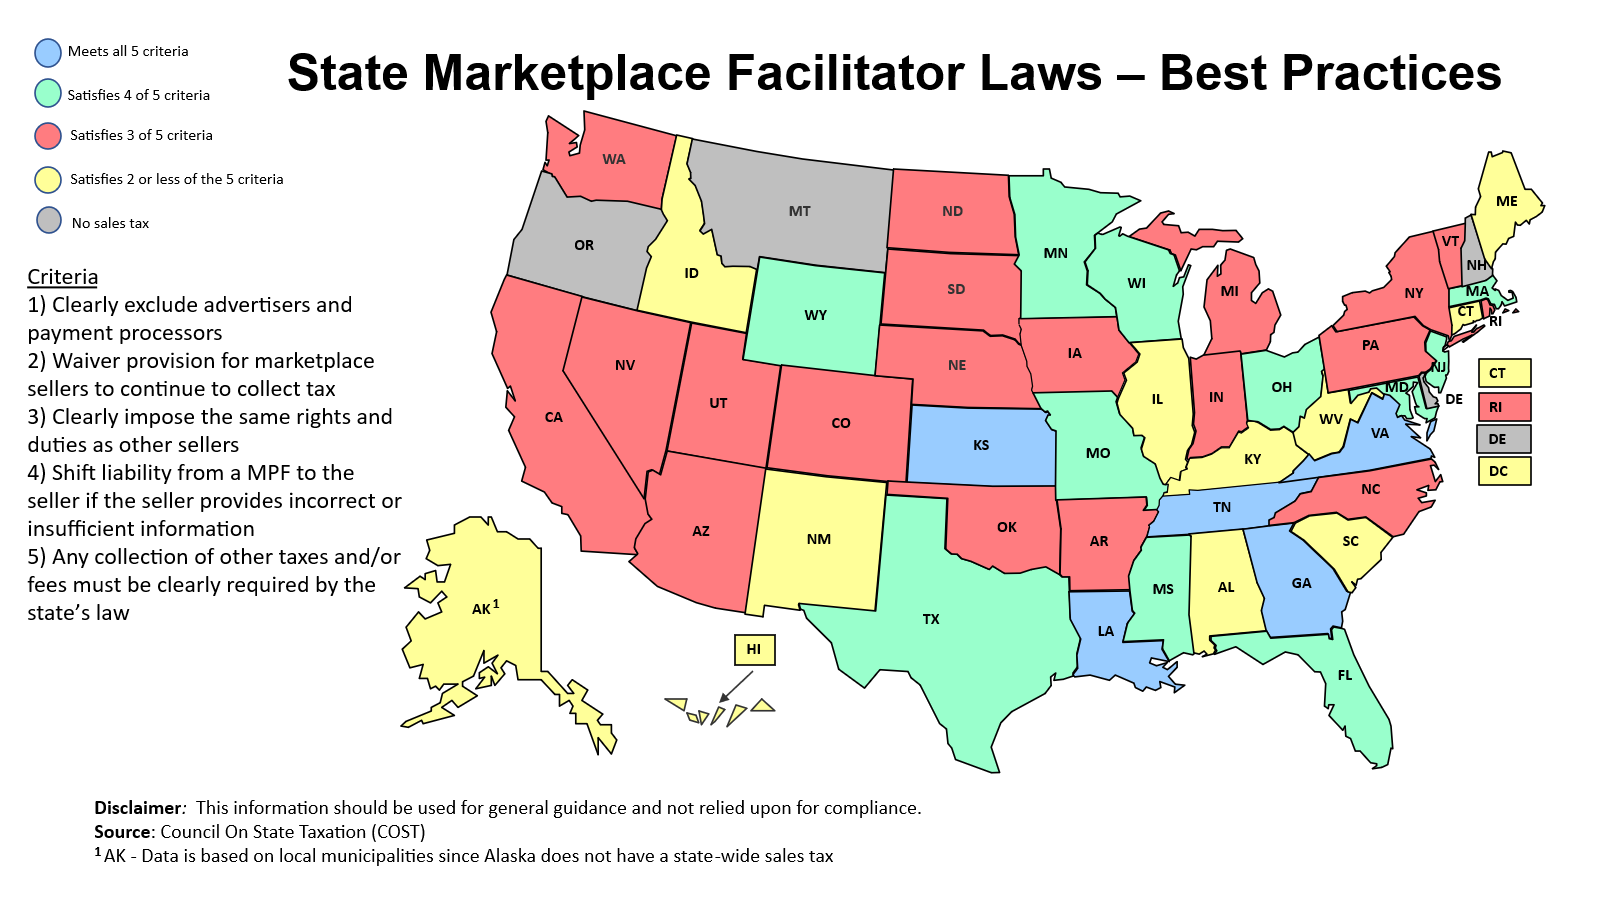 State Marketplace Facilitator Laws – Best Practices
Meets all 5 criteria
Satisfies 4 of 5 criteria
Satisfies 3 of 5 criteria
Satisfies 2 or less of the 5 criteria
No sales tax
Criteria
1) Clearly exclude advertisers and
payment processors
2) Waiver provision for marketplace
sellers to continue to collect tax
3) Clearly impose the same rights and
duties as other sellers
4) Shift liability from a MPF to the
seller if the seller provides incorrect or
insufficient information
5) Any collection of other taxes and/or
fees must be clearly required by the
state’s law
WA
OR
CA
NV
ID
MT
WY
UT
CO
AZ
NM
ND
SD
NE
KS
OK
TX
MN
IA
MO
AR
LA
WI
IL
MI
IN
OH
KY
TN
MS
AL
GA
FL
SC
NC
VA
WV
PA
NY
VT
NH
ME
MA
CT
RI
NJ
MD
DE
CT
RI
DE
DC
AK1
HI
Disclaimer: This information should be used for general guidance and not relied upon for compliance.
Source: Council On State Taxation (COST)
1 AK - Data is based on local municipalities since Alaska does not have a state-wide sales tax